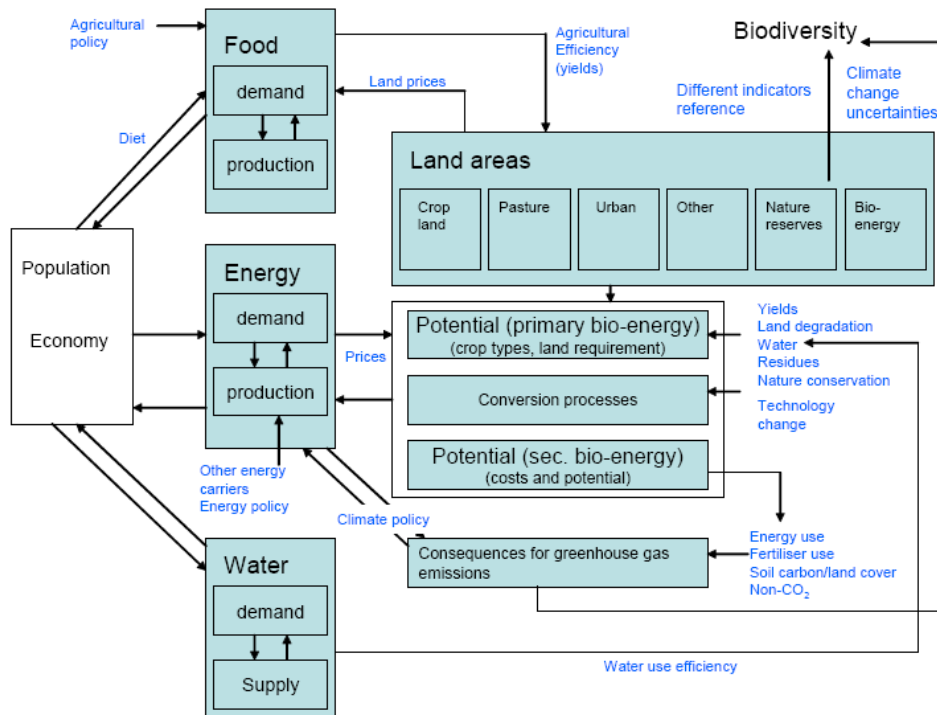 Agricultural
policy
Food
demand
production
Diet
Land prices
Agricultural
Efficiency
(yields)
Biodiversity
Different indicators
reference
Climate
change
uncertainties
Land areas
Crop
land
Pasture
Urban
Other
Nature
reserves
Bio-
energy
Population
Economy
Energy
demand
production
Prices
Other energy
carriers
Energy policy
Potential (primary bio-energy)
(crop types, land requirement)
Conversion processes
Potential (sec. bio-energy)
(costs and potential)
Yields
Land degradation
Water
Residues
Nature conservation
Technology
change
Climate policy
Consequences for greenhouse gas
emissions
Energy use
Fertiliser use
Soil carbon/land cover
Non-CO₂
Water
demand
Supply
Water use efficiency